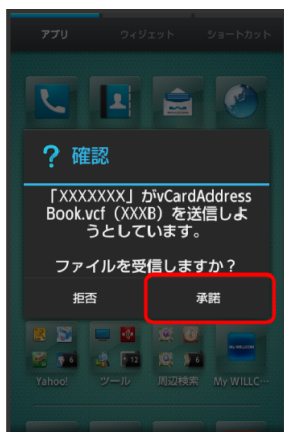 アプリ ウィジェット ショートカット
? 確認
「XXXXXXX」がvCardAddress
Book.vcf（XXXB）を送信しよ
うとしています。
ファイルを受信しますか？
拒否 承諾
Yahoo! ツール 周辺検索 My WILLC…